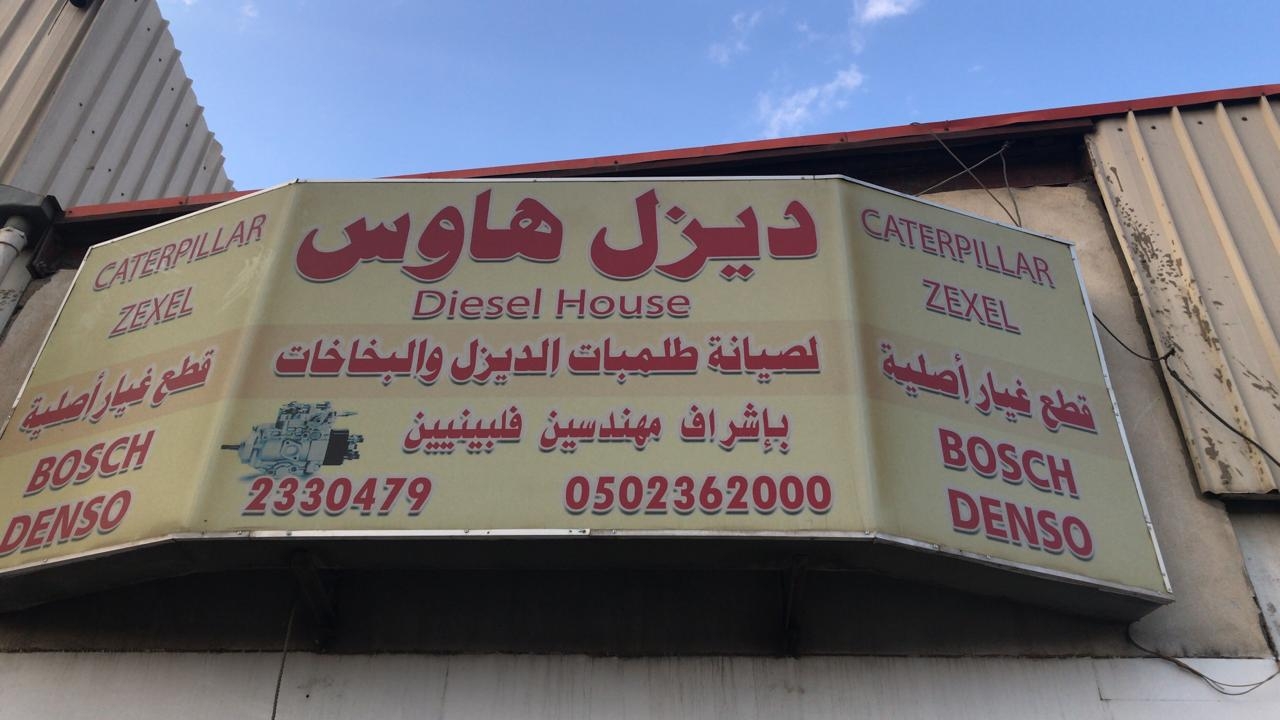 ديزل هاوس
Diesel House
لصيانة طلمبات الديزل والبخاخات
بإشراف مهندسين فلبينيين
2330479 0502362000
CATERPILLAR
ZEXEL
قطع غيار أصلية
BOSCH
DENSO
CATERPILLAR
ZEXEL
قطع غيار أصلية
BOSCH
DENSO